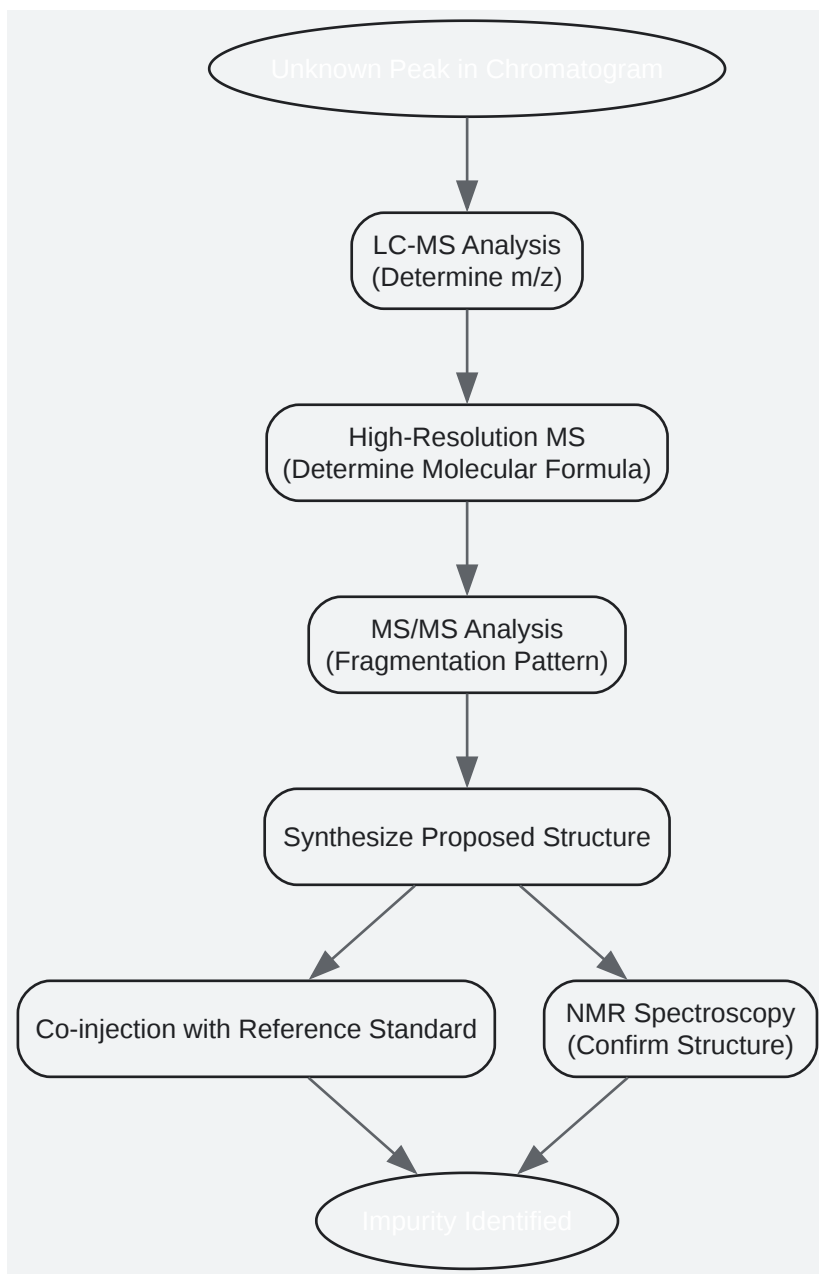 Unknown Peak in Chromatogram
LC-MS Analysis
(Determine m/z)
High-Resolution MS
(Determine Molecular Formula)
MS/MS Analysis
(Fragmentation Pattern)
Synthesize Proposed Structure
Co-injection with Reference Standard
NMR Spectroscopy
(Confirm Structure)
Impurity Identified